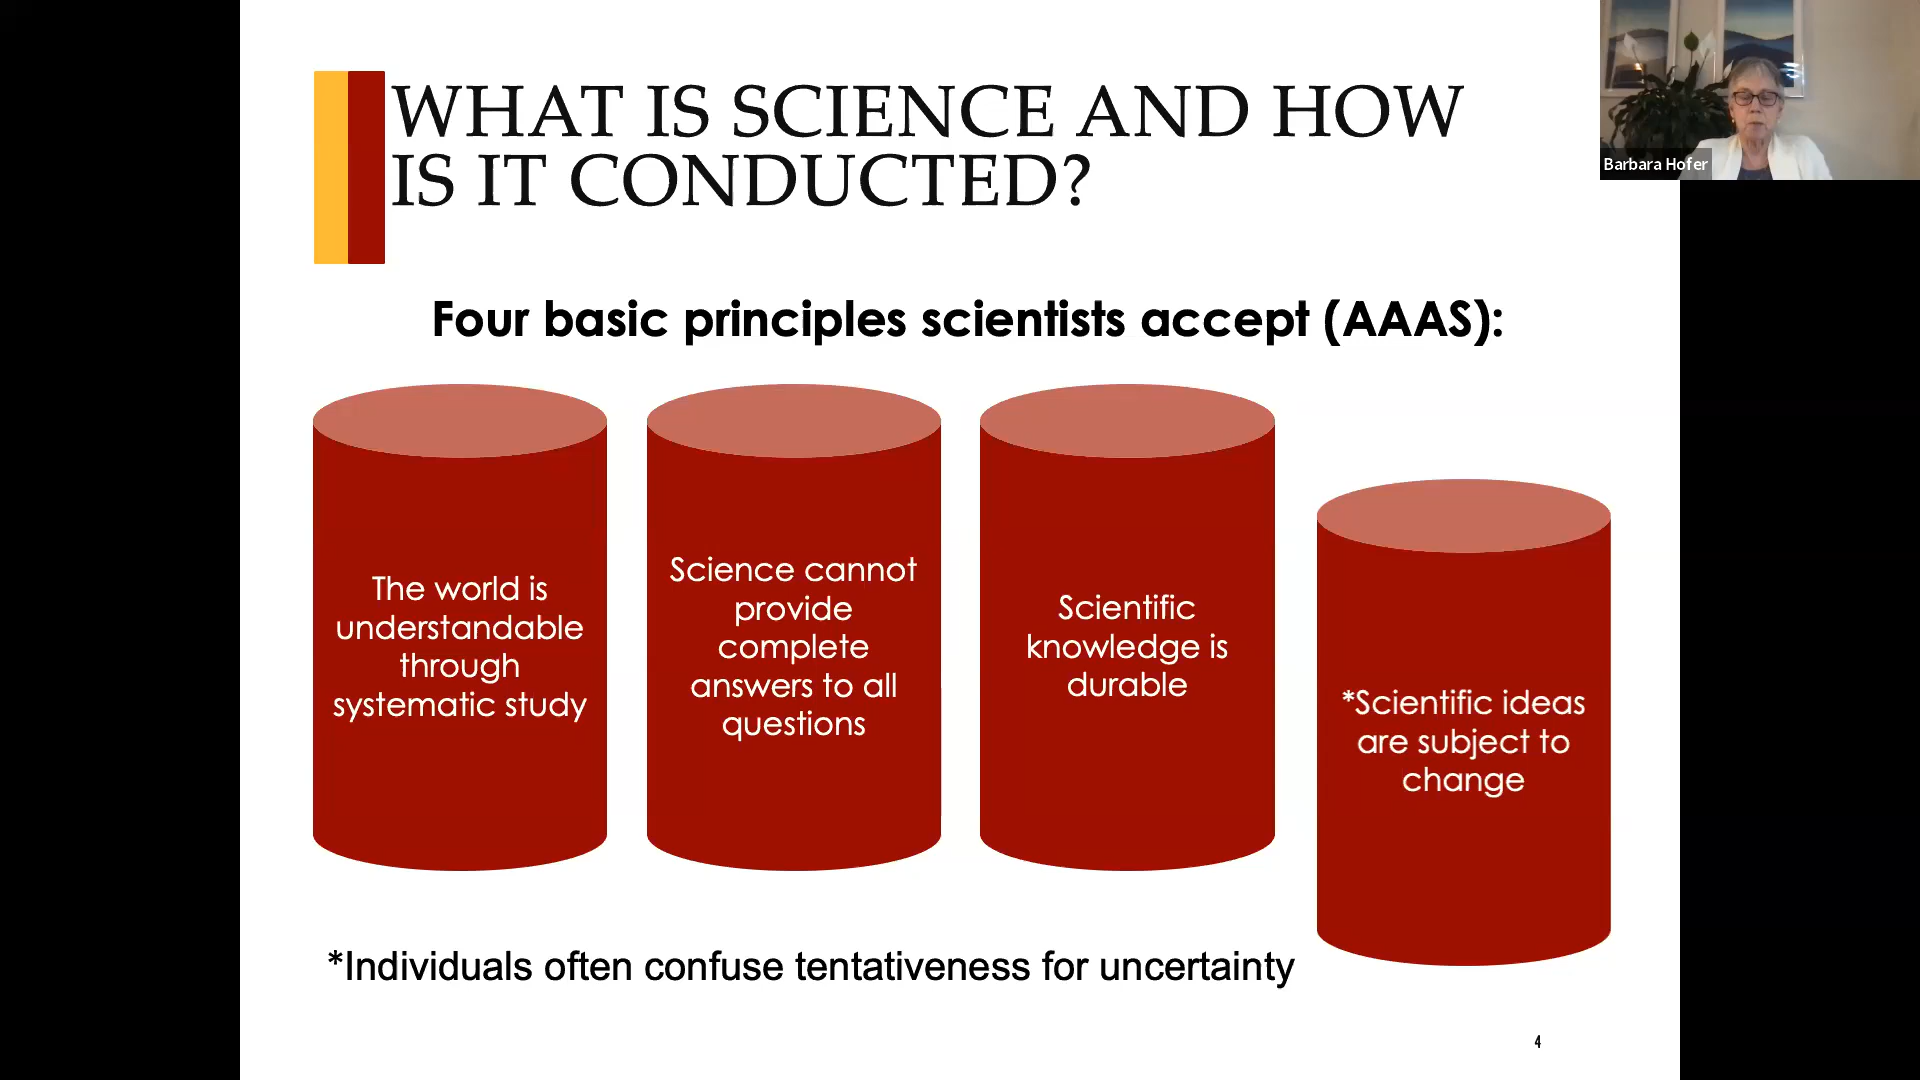 WHAT IS SCIENCE AND HOW
IS IT CONDUCTED?
Barbara Hofer
Four basic principles scientists accept (AAAS):
The world is
understandable
through
systematic study
Science cannot
provide
complete
answers to all
questions
Scientific
knowledge is
durable
*Scientific ideas
are subject to
change
*Individuals often confuse tentativeness for uncertainty
4